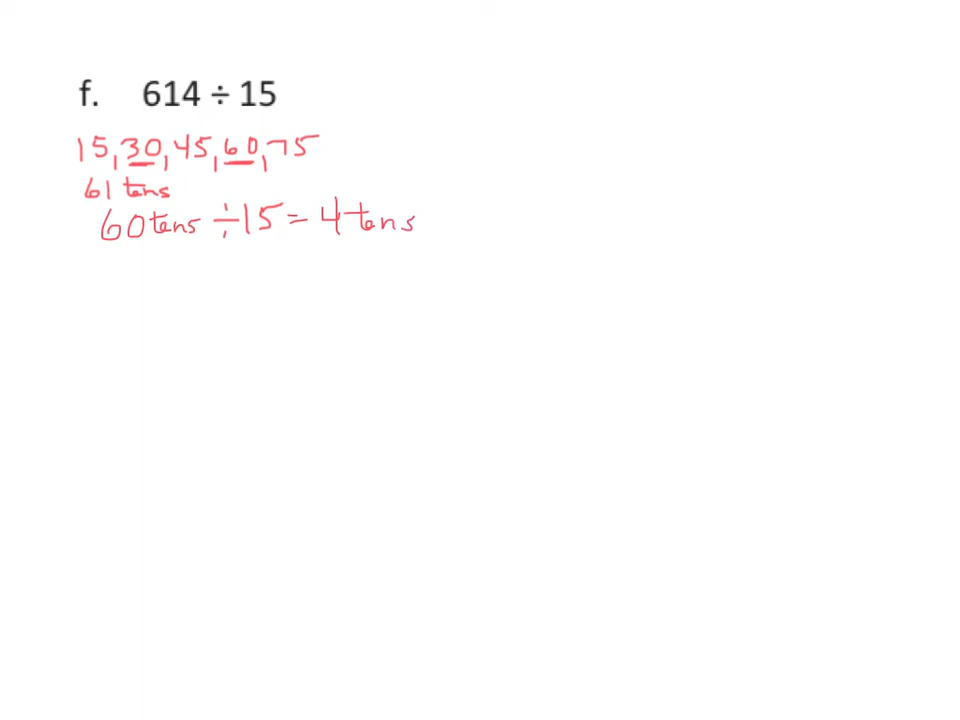 f. 614 ÷ 15
15, 30, 45, 60, 75
61 tens
60 tens ÷ 15 = 4 tens